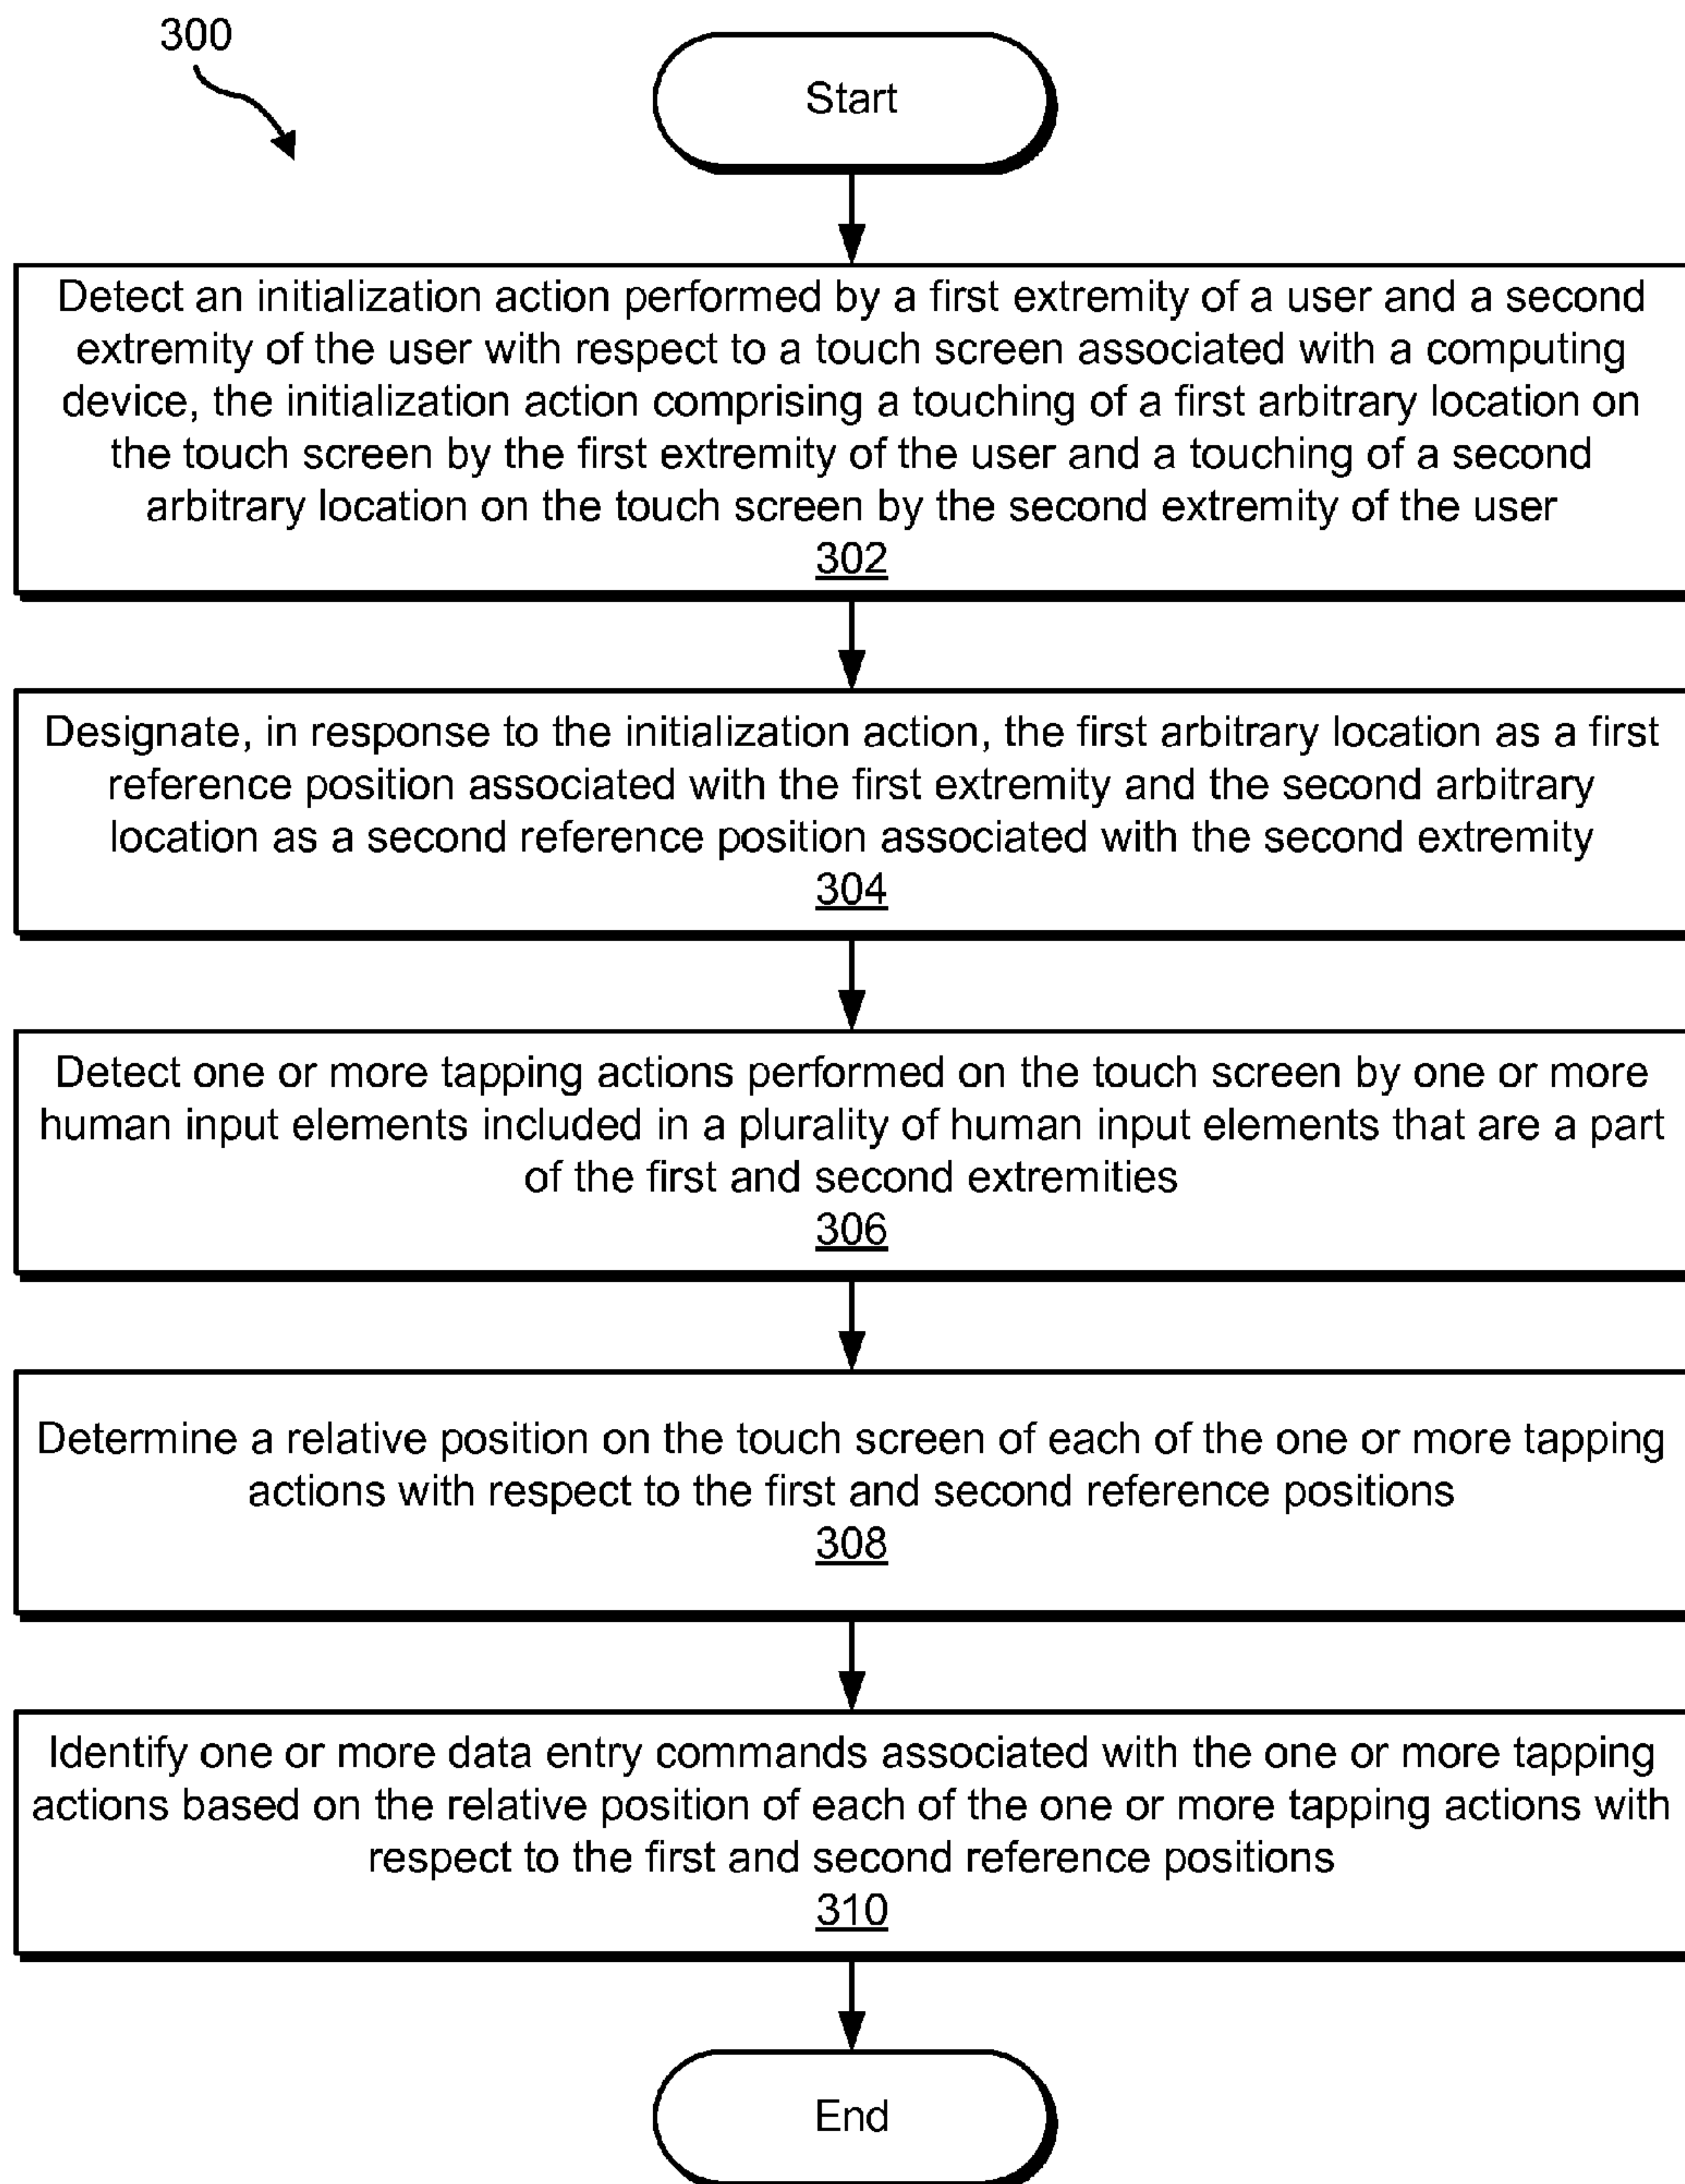 300
Start
Detect an initialization action performed by a first extremity of a user and a second
extremity of the user with respect to a touch screen associated with a computing
device, the initialization action comprising a touching of a first arbitrary location on
the touch screen by the first extremity of the user and a touching of a second
arbitrary location on the touch screen by the second extremity of the user
302
Designate, in response to the initialization action, the first arbitrary location as a first
reference position associated with the first extremity and the second arbitrary
location as a second reference position associated with the second extremity
304
Detect one or more tapping actions performed on the touch screen by one or more
human input elements included in a plurality of human input elements that are a part
of the first and second extremities
306
Determine a relative position on the touch screen of each of the one or more tapping
actions with respect to the first and second reference positions
308
Identify one or more data entry commands associated with the one or more tapping
actions based on the relative position of each of the one or more tapping actions with
respect to the first and second reference positions
310
End